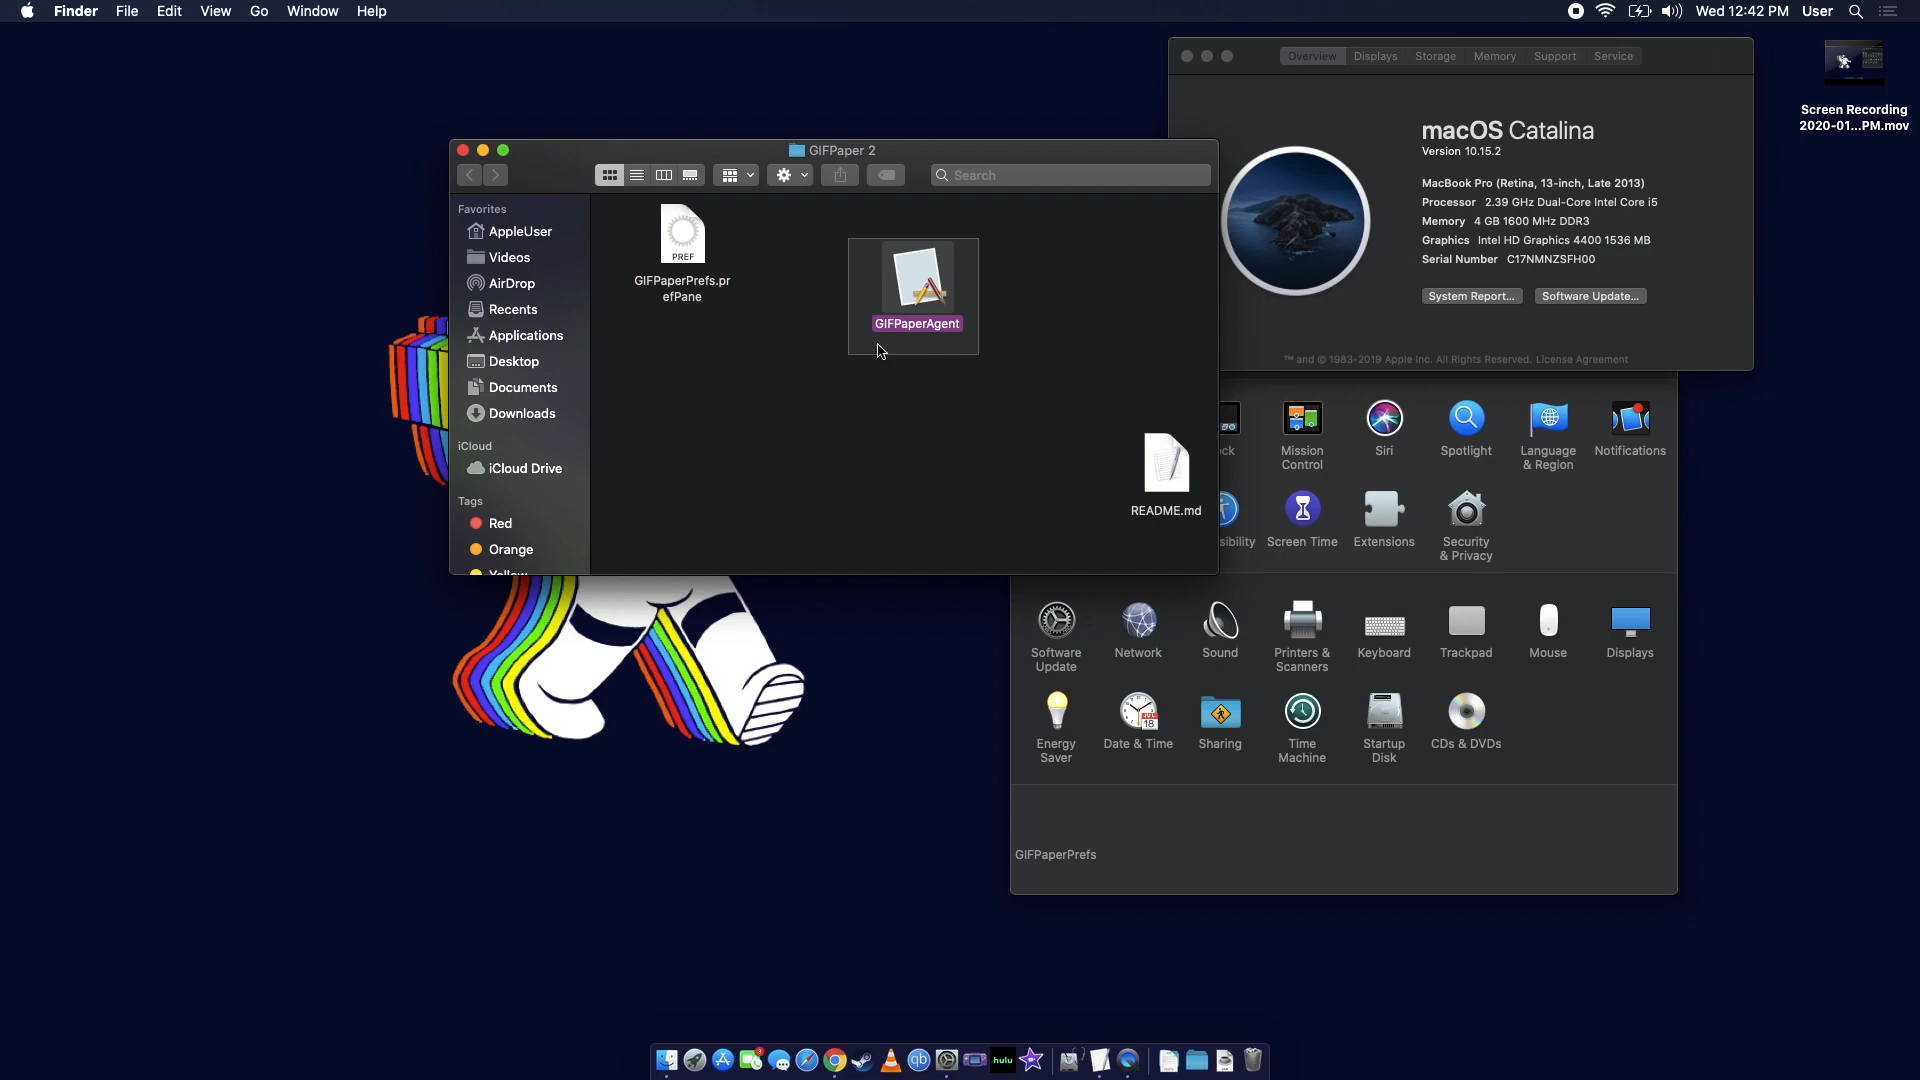 Finder File Edit View Go Window Help
Wed 12:42 PM User
Screen Recording
2020-01...PM.mov
Overview Displays Storage Memory Support Service
macOS Catalina
Version 10.15.2
MacBook Pro (Retina, 13-inch, Late 2013)
Processor 2.39 GHz Dual-Core Intel Core i5
Memory 4 GB 1600 MHz DDR3
Graphics Intel HD Graphics 4400 1536 MB
Serial Number C17NMNZSFH00
System Report... Software Update...
™ and © 1983-2019 Apple Inc. All Rights Reserved. License Agreement
GIFPaper 2
Search
Favorites
AppleUser
Videos
AirDrop
Recents
Applications
Desktop
Documents
Downloads
iCloud
iCloud Drive
Tags
Red
Orange
Yellow
PREF
GIFPaperPrefs.pr
efPane
GIFPaperAgent
README.md
ck
Mission
Control
Siri
Spotlight
Language
& Region
Notifications
sibility
Screen Time
Extensions
Security
& Privacy
Software
Update
Network
Sound
Printers &
Scanners
Keyboard
Trackpad
Mouse
Displays
Energy
Saver
JUL
18
Date & Time
Sharing
Time
Machine
Startup
Disk
CDs & DVDs
GIFPaperPrefs
3
qb
hulu